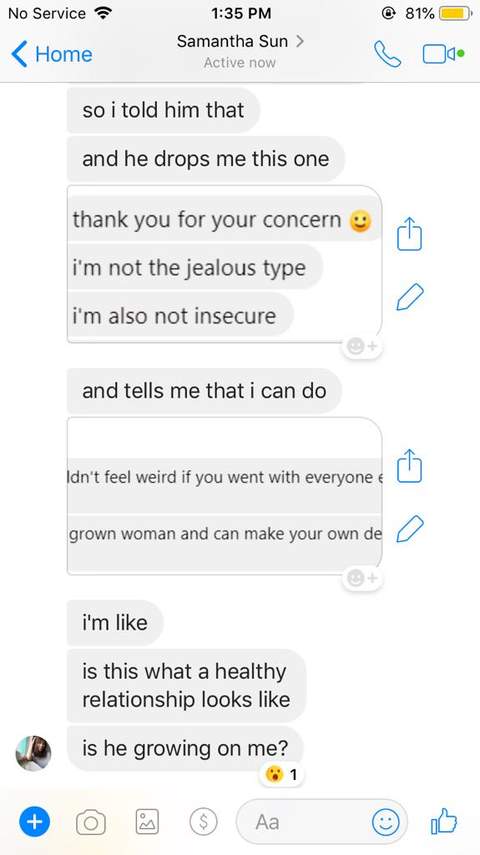 No Service
1:35 PM
81%
Home
Samantha Sun
Active now
so i told him that
and he drops me this one
thank you for your concern 🙂
i'm not the jealous type
i'm also not insecure
and tells me that i can do
ldn't feel weird if you went with everyone e
grown woman and can make your own de
i'm like
is this what a healthy
relationship looks like
is he growing on me?
😮 1
$
Aa